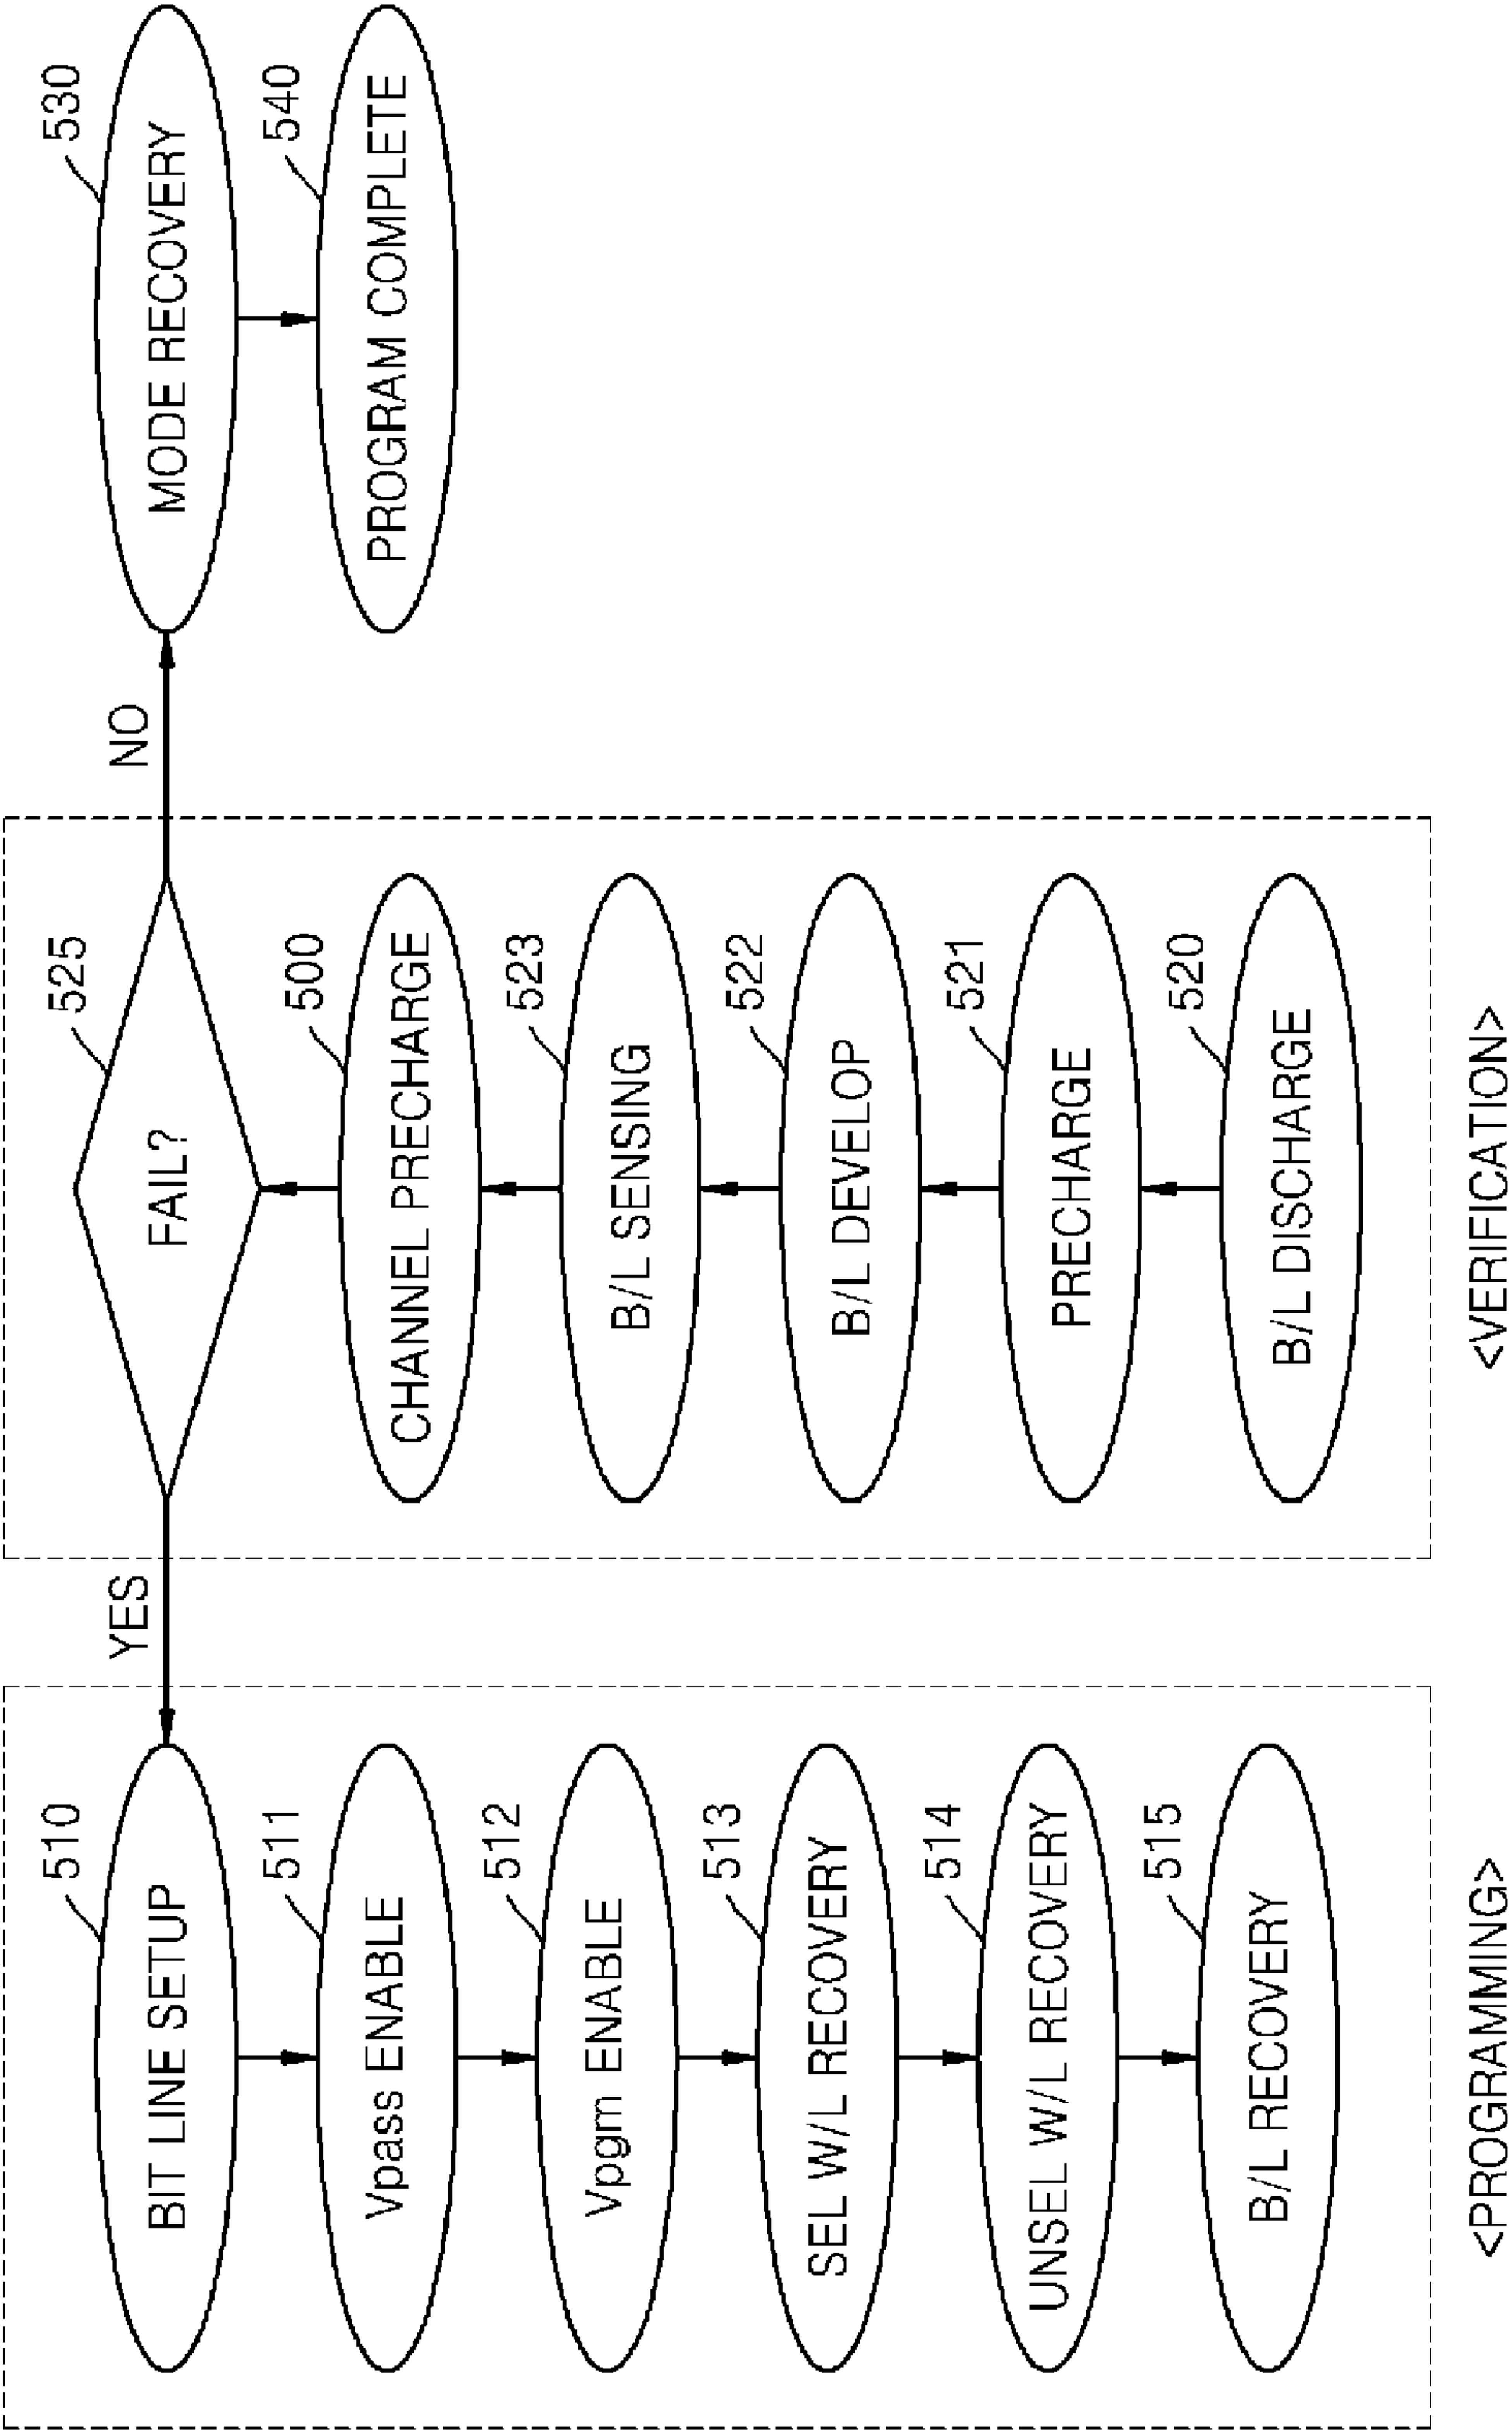 510
BIT LINE SETUP
511
Vpass ENABLE
512
Vpgm ENABLE
513
SEL W/L RECOVERY
514
UNSEL W/L RECOVERY
515
B/L RECOVERY
<PROGRAMMING>
YES
525
FAIL?
500
CHANNEL PRECHARGE
523
B/L SENSING
522
B/L DEVELOP
521
PRECHARGE
520
B/L DISCHARGE
<VERIFICATION>
NO
530
MODE RECOVERY
540
PROGRAM COMPLETE